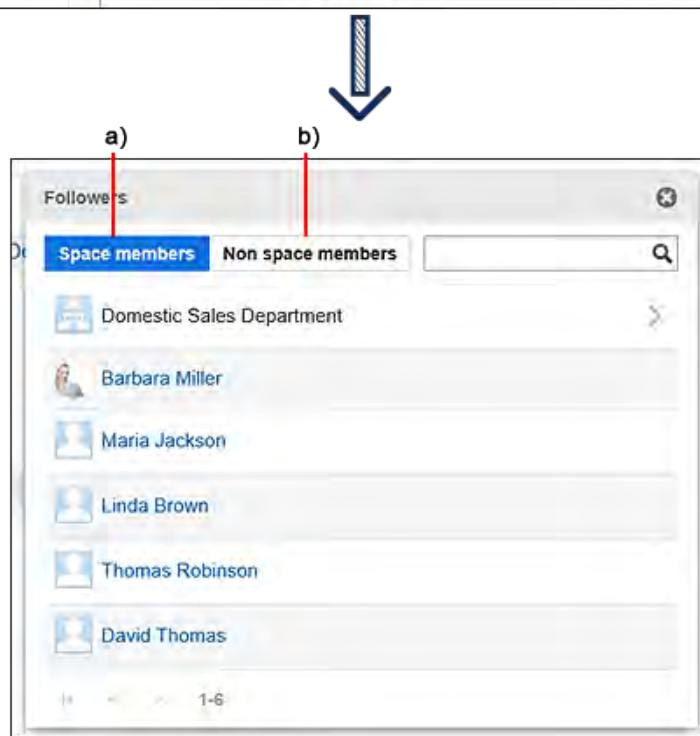 a) b)
Followers
Space members Non space members
Domestic Sales Department
Barbara Miller
Maria Jackson
Linda Brown
Thomas Robinson
David Thomas
1-6